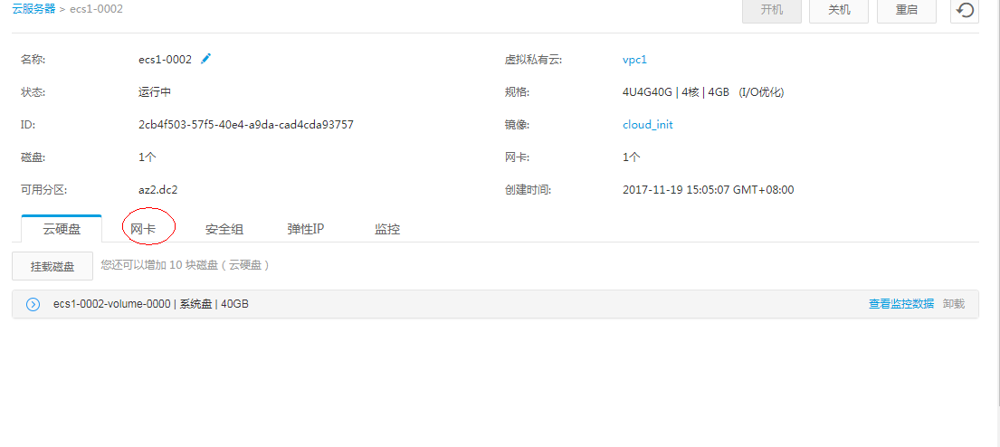 云服务器 > ecs1-0002 开机 关机 重启
名称: ecs1-0002 虚拟私有云: vpc1
状态: 运行中 规格: 4U4G40G | 4核 | 4GB (I/O优化)
ID: 2cb4f503-57f5-40e4-a9da-cad4cda93757 镜像: cloud_init
磁盘: 1个 网卡: 1个
可用分区: az2.dc2 创建时间: 2017-11-19 15:05:07 GMT+08:00
云硬盘 网卡 安全组 弹性IP 监控
挂载磁盘 您还可以增加 10 块磁盘 ( 云硬盘 )
ecs1-0002-volume-0000 | 系统盘 | 40GB 查看监控数据 卸载